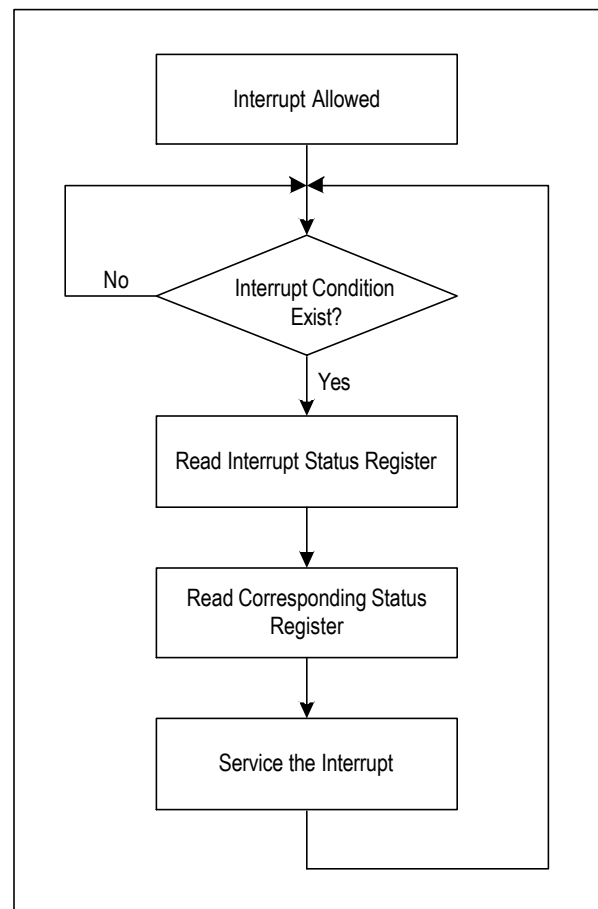 Interrupt Allowed
No
Interrupt Condition
Exist?
Yes
Read Interrupt Status Register
Read Corresponding Status
Register
Service the Interrupt